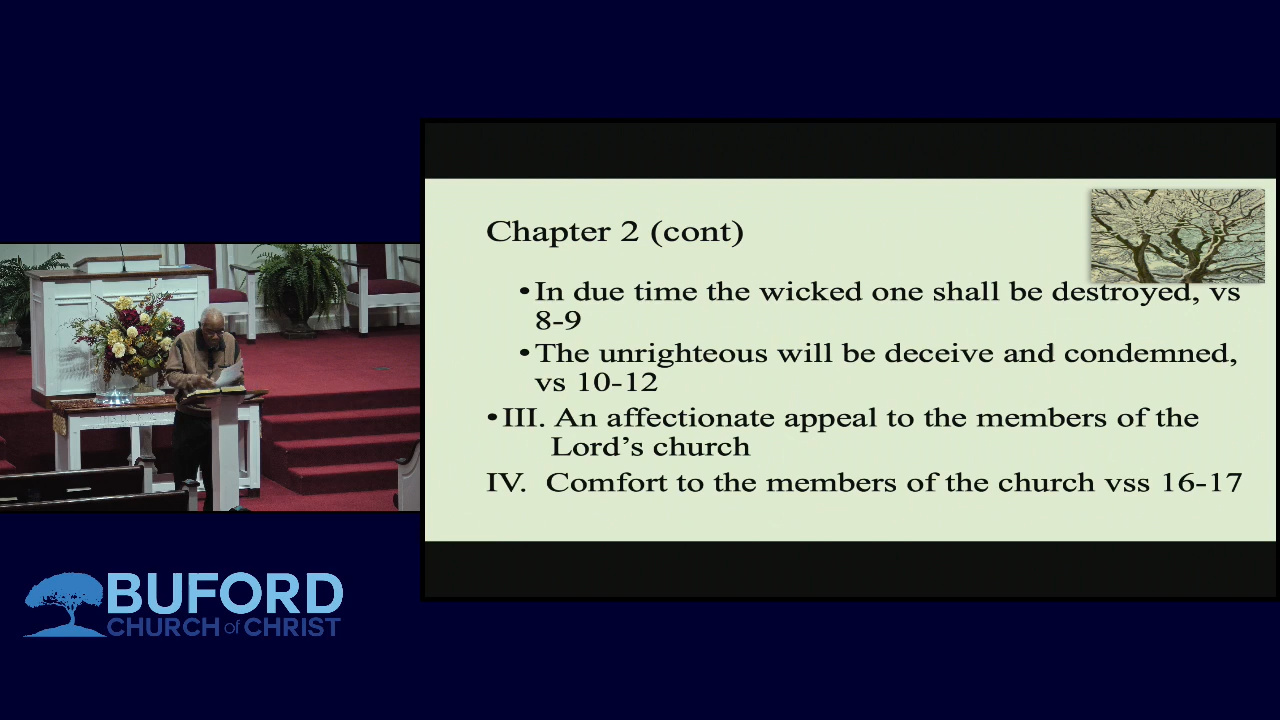 Chapter 2 (cont)
•In due time the wicked one shall be destroyed, vs
8-9
•The unrighteous will be deceive and condemned,
vs 10-12
•III. An affectionate appeal to the members of the
Lord’s church
IV. Comfort to the members of the church vss 16-17
BUFORD
CHURCH of CHRIST